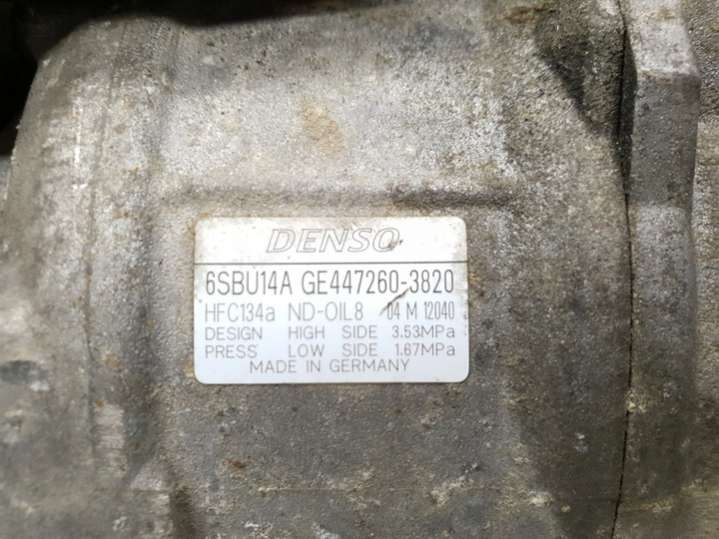 DENSO
6SBU14A GE447260-3820
HFC134a ND-OIL8 04 M 12040
DESIGN HIGH SIDE 3.53MPa
PRESS LOW SIDE 1.67MPa
MADE IN GERMANY